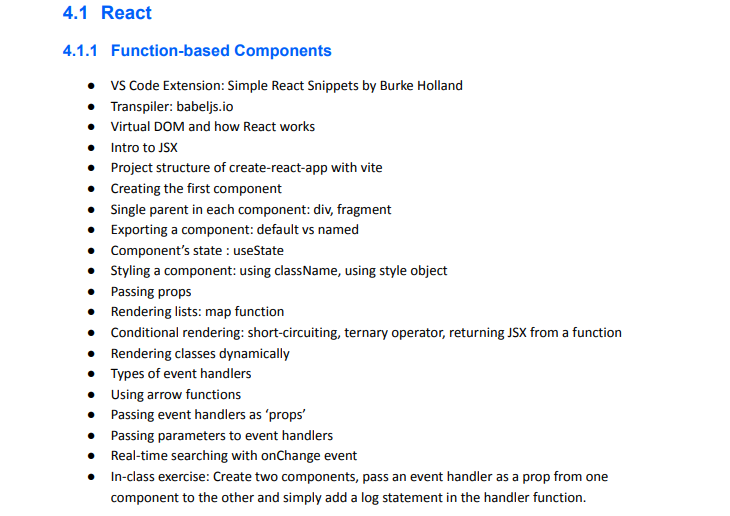 4.1 React
4.1.1 Function-based Components
● VS Code Extension: Simple React Snippets by Burke Holland
● Transpiler: babeljs.io
● Virtual DOM and how React works
● Intro to JSX
● Project structure of create-react-app with vite
● Creating the first component
● Single parent in each component: div, fragment
● Exporting a component: default vs named
● Component’s state : useState
● Styling a component: using className, using style object
● Passing props
● Rendering lists: map function
● Conditional rendering: short-circuiting, ternary operator, returning JSX from a function
● Rendering classes dynamically
● Types of event handlers
● Using arrow functions
● Passing event handlers as ‘props’
● Passing parameters to event handlers
● Real-time searching with onChange event
● In-class exercise: Create two components, pass an event handler as a prop from one
component to the other and simply add a log statement in the handler function.